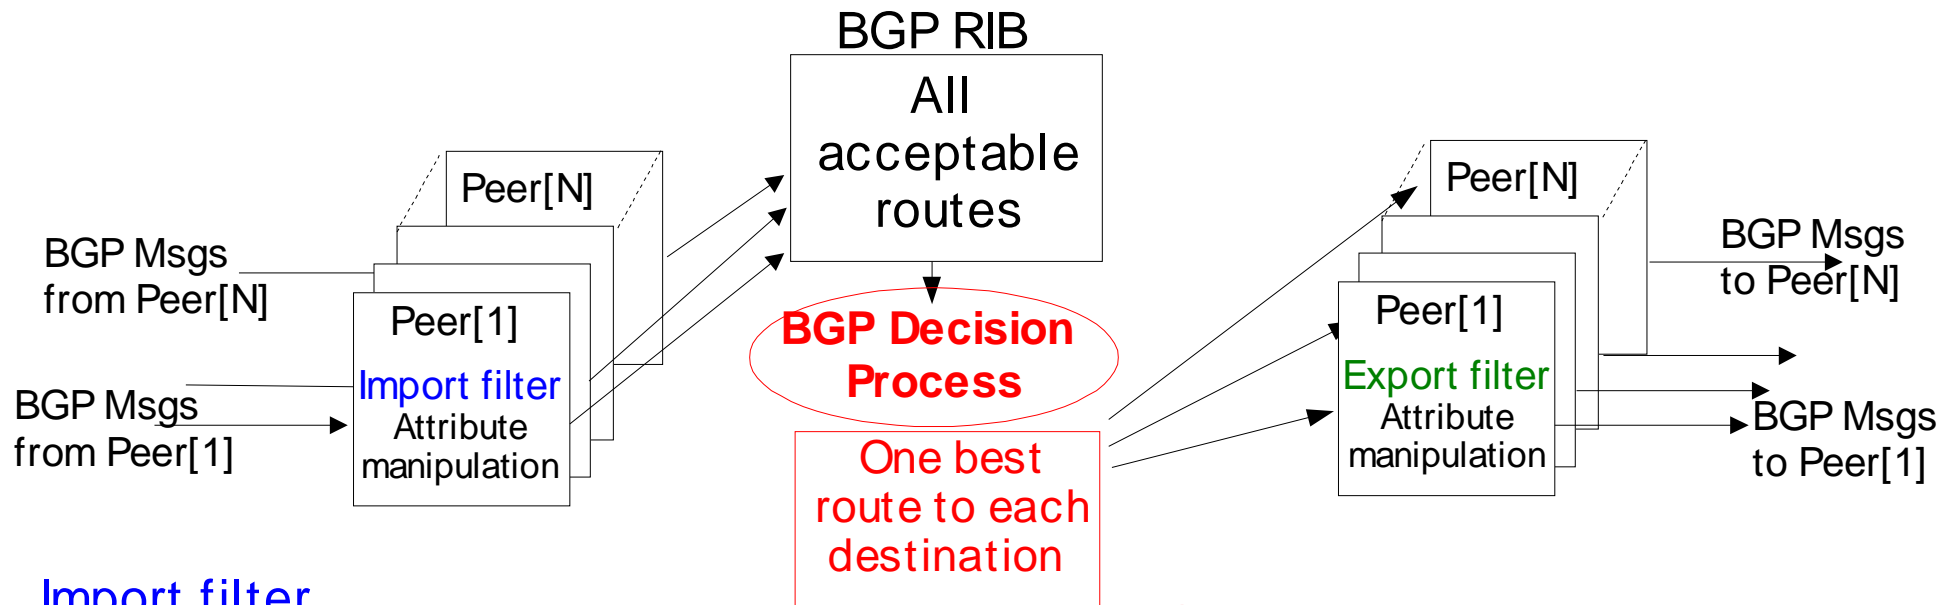 BGP RIB
All
acceptable
routes
Peer[N]
BGP Msgs
from Peer[N]
Peer[1]
Import filter
Attribute
manipulation
BGP Msgs
from Peer[1]
BGP Decision
Process
One best
route to each
destination
Peer[N]
BGP Msgs
to Peer[N]
Peer[1]
Export filter
Attribute
manipulation
BGP Msgs
to Peer[1]
Import filter